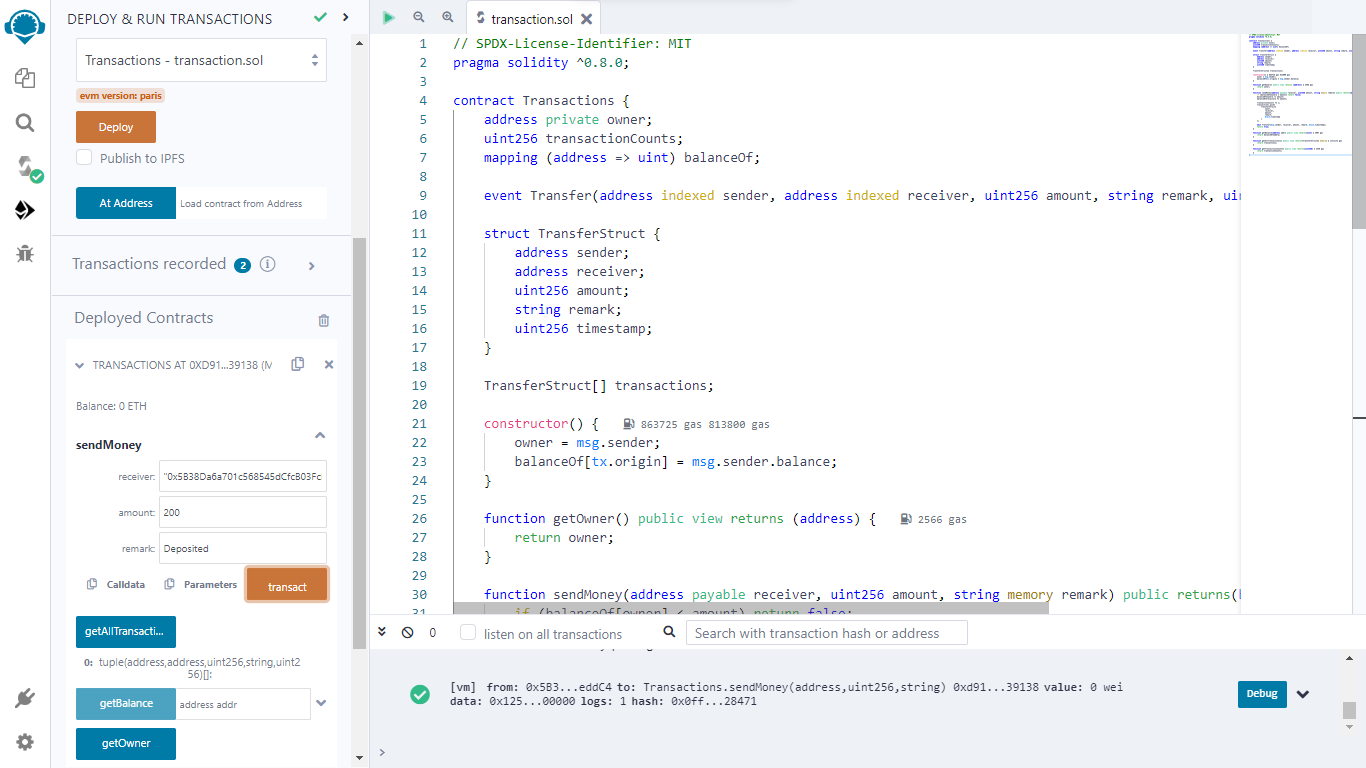 DEPLOY & RUN TRANSACTIONS
Transactions - transaction.sol
evm version: paris
Deploy
Publish to IPFS
At Address
Load contract from Address
Transactions recorded 2 i
Deployed Contracts
TRANSACTIONS AT 0XD91...39138 (M
Balance: 0 ETH
sendMoney
receiver: "0x5B38Da6a701c568545dCfcB03Fc
amount: 200
remark: Deposited
Calldata Parameters transact
getAllTransacti...
0: tuple(address,address,uint256,string,uint2
56)[]:
getBalance address addr
getOwner
transaction.sol
1 // SPDX-License-Identifier: MIT
2 pragma solidity ^0.8.0;
3
4 contract Transactions {
5 address private owner;
6 uint256 transactionCounts;
7 mapping (address => uint) balanceOf;
8
9 event Transfer(address indexed sender, address indexed receiver, uint256 amount, string remark, ui
10
11 struct TransferStruct {
12 address sender;
13 address receiver;
14 uint256 amount;
15 string remark;
16 uint256 timestamp;
17 }
18
19 TransferStruct[] transactions;
20
21 constructor() { 863725 gas 813800 gas
22 owner = msg.sender;
23 balanceOf[tx.origin] = msg.sender.balance;
24 }
25
26 function getOwner() public view returns (address) { 2566 gas
27 return owner;
28 }
29
30 function sendMoney(address payable receiver, uint256 amount, string memory remark) public returns(
31 if (balanceOf[owner] < amount) return false;
0
listen on all transactions
Search with transaction hash or address
[vm] from: 0x5B3...eddC4 to: Transactions.sendMoney(address,uint256,string) 0xd91...39138 value: 0 wei
data: 0x125...00000 logs: 1 hash: 0x0ff...28471
Debug
>